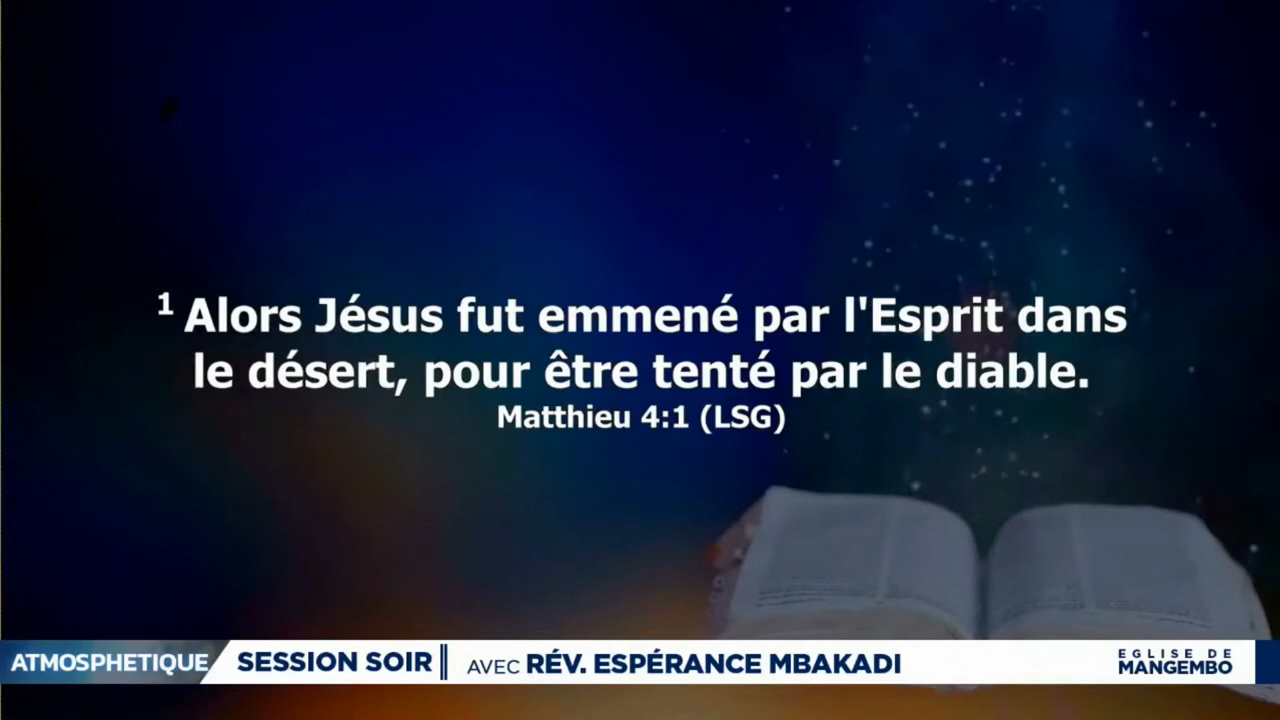 1 Alors Jésus fut emmené par l'Esprit dans
le désert, pour être tenté par le diable.
Matthieu 4:1 (LSG)
ATMOSPHETIQUE
SESSION SOIR
AVEC RÉV. ESPÉRANCE MBAKADI
EGLISE DE
MANGEMBO